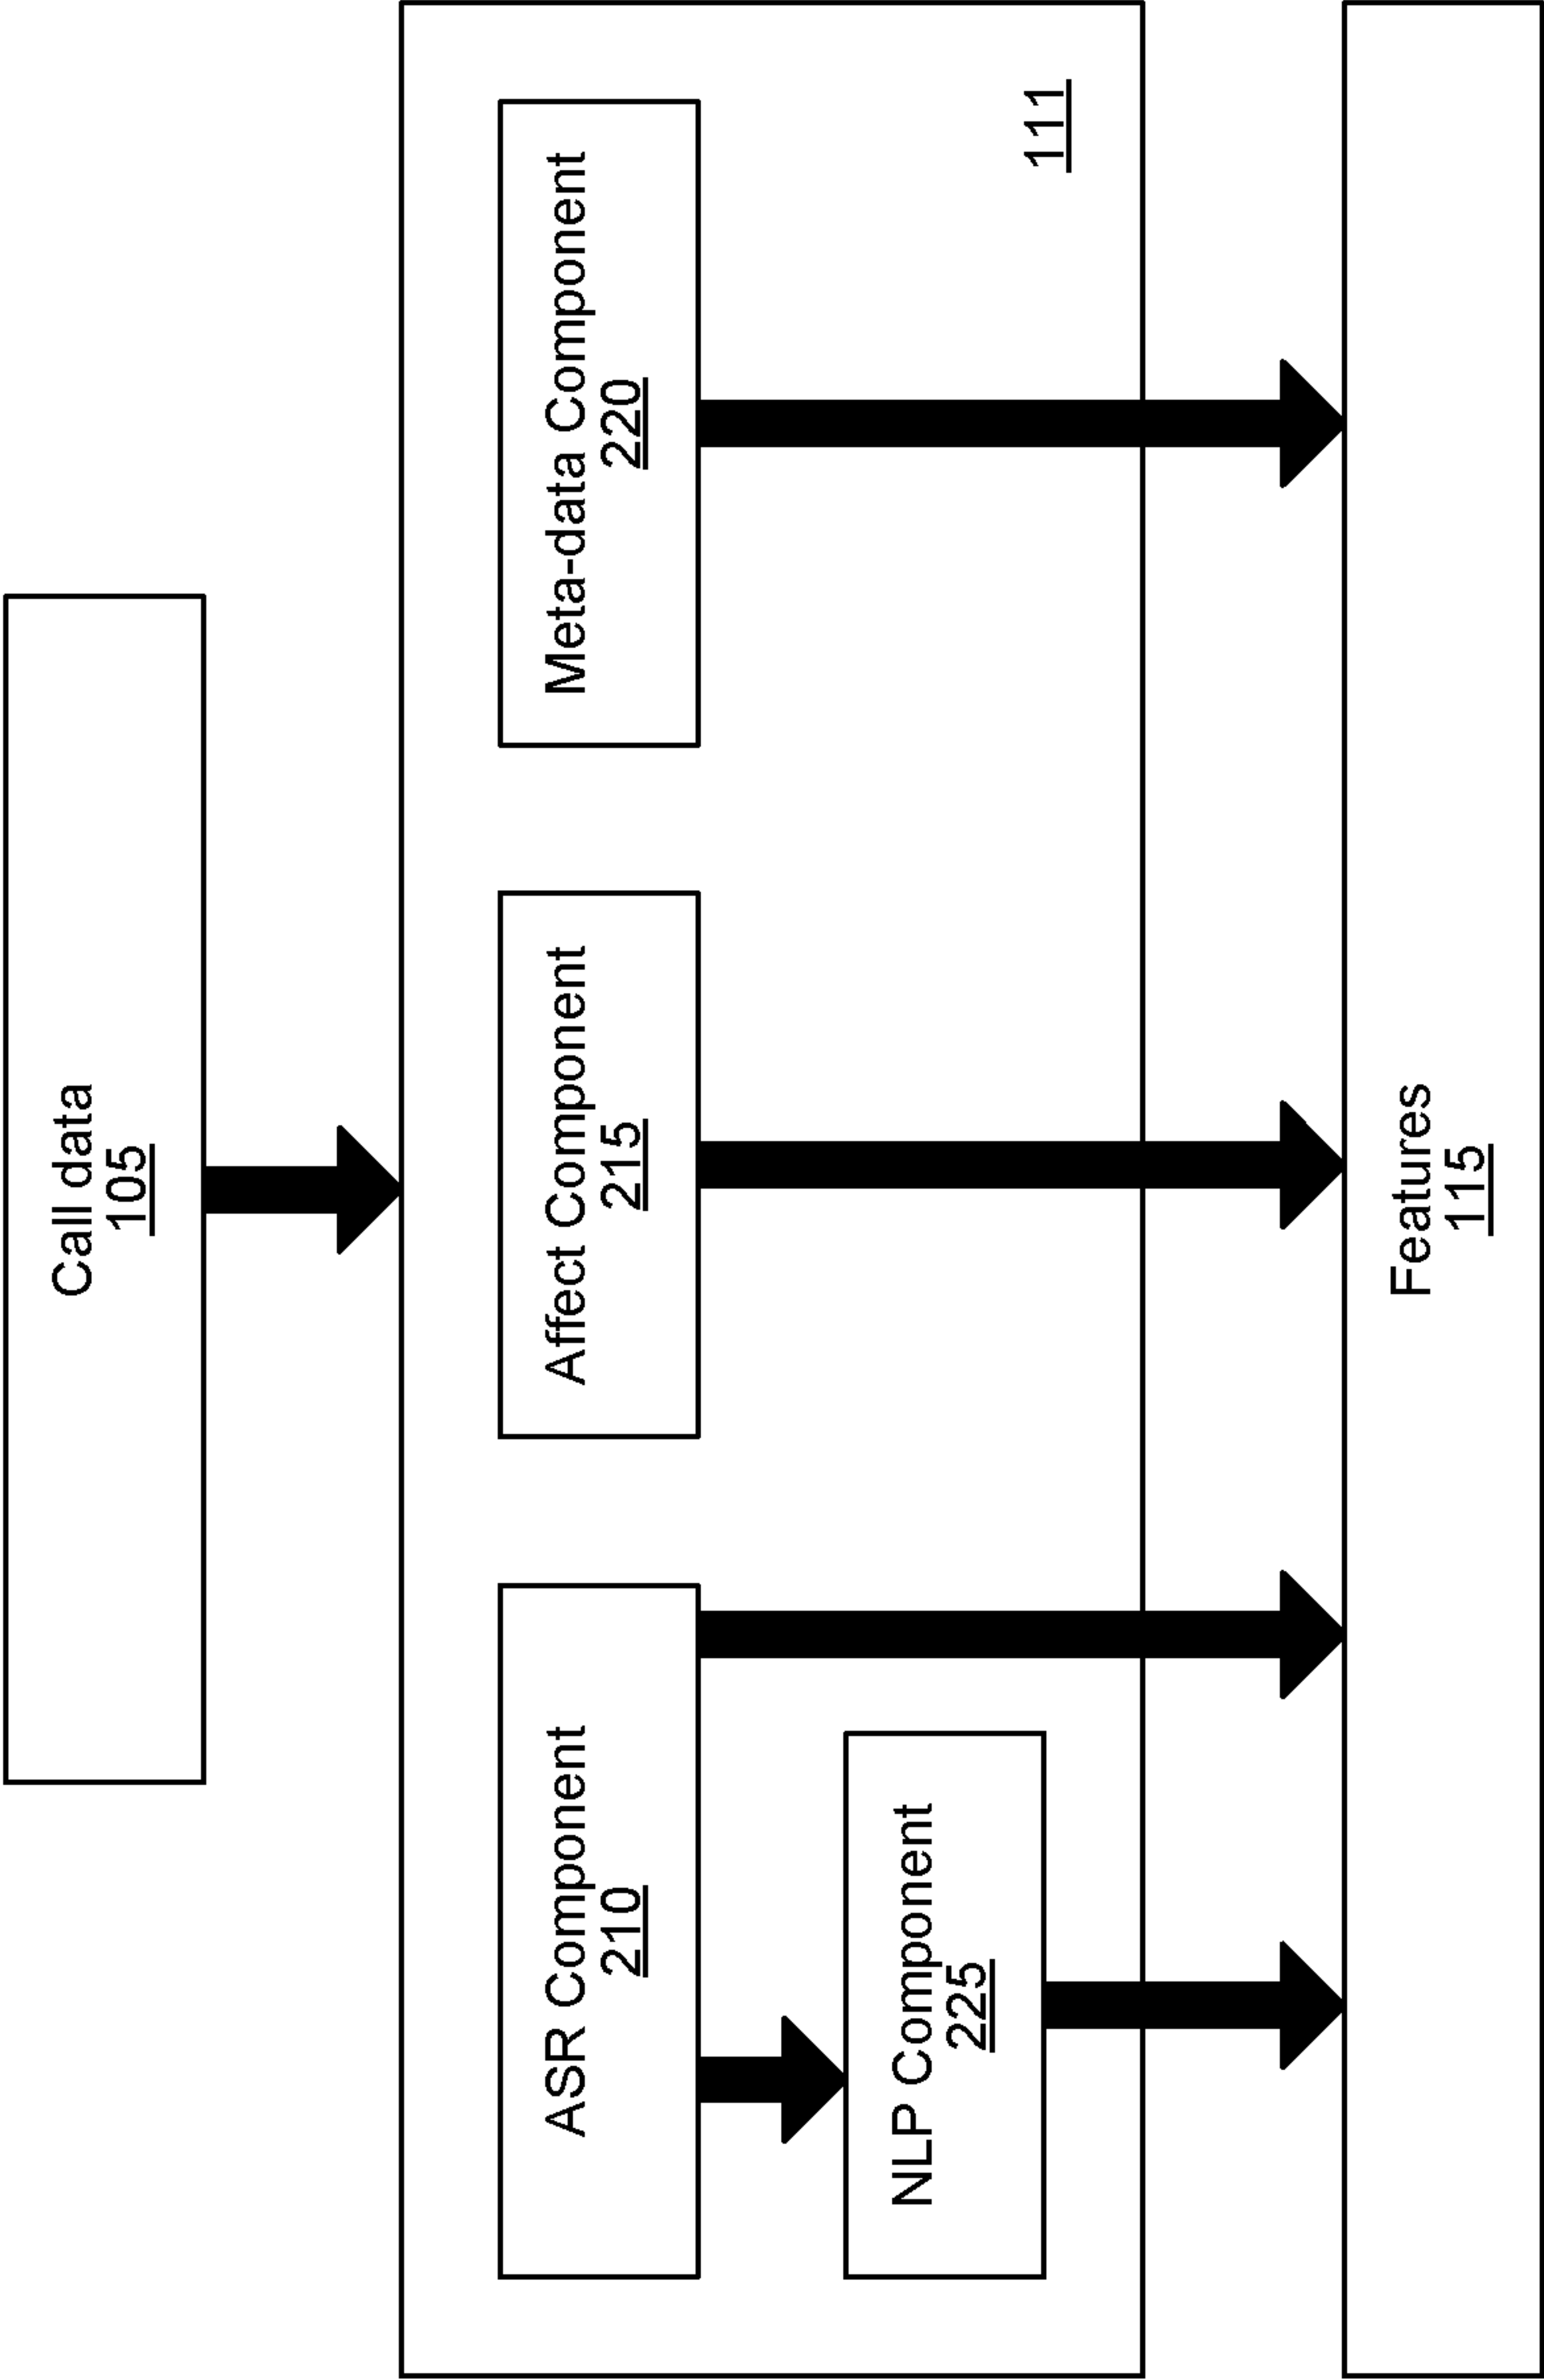 Call data
105
ASR Component
210
Affect Component
215
Meta-data Component
220
NLP Component
225
111
Features
115